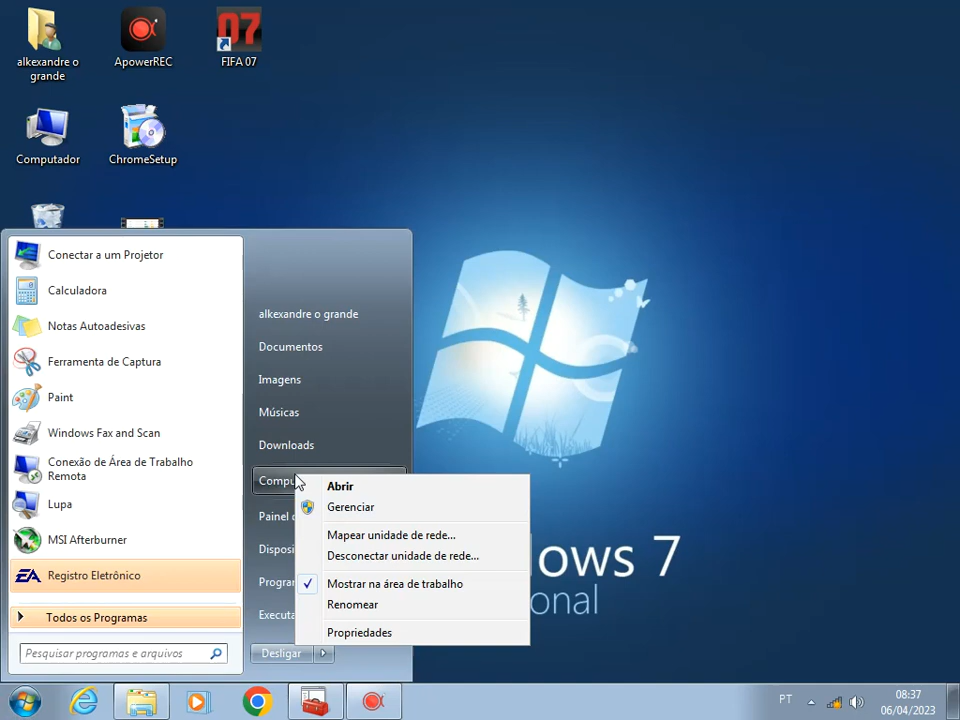 alkexandre o
grande
ApowerREC
07
FIFA 07
Computador
ChromeSetup
Conectar a um Projetor
Calculadora
Notas Autoadesivas
Ferramenta de Captura
Paint
Windows Fax and Scan
Conexão de Área de Trabalho
Remota
Lupa
MSI Afterburner
EA Registro Eletrônico
Todos os Programas
Pesquisar programas e arquivos
alkexandre o grande
Documentos
Imagens
Músicas
Downloads
Painel
Desligar
Abrir
Gerenciar
Mapear unidade de rede...
Desconectar unidade de rede...
Mostrar na área de trabalho
Renomear
Propriedades
7
PT
08:37
06/04/2023